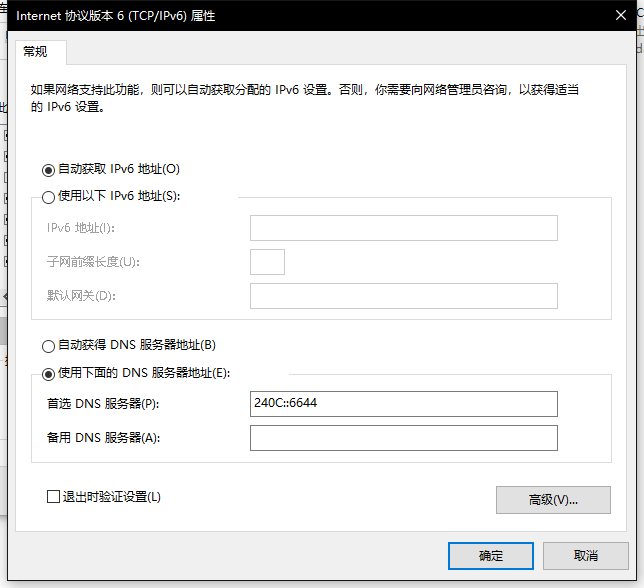 Internet 协议版本 6 (TCP/IPv6) 属性
常规
如果网络支持此功能，则可以自动获取分配的 IPv6 设置。否则，你需要向网络管理员咨询，以获得适当
的 IPv6 设置。
自动获取 IPv6 地址(O)
使用以下 IPv6 地址(S):
IPv6 地址(I):
子网前缀长度(U):
默认网关(D):
自动获得 DNS 服务器地址(B)
使用下面的 DNS 服务器地址(E):
首选 DNS 服务器(P):
240C::6644
备用 DNS 服务器(A):
退出时验证设置(L)
高级(V)...
确定
取消